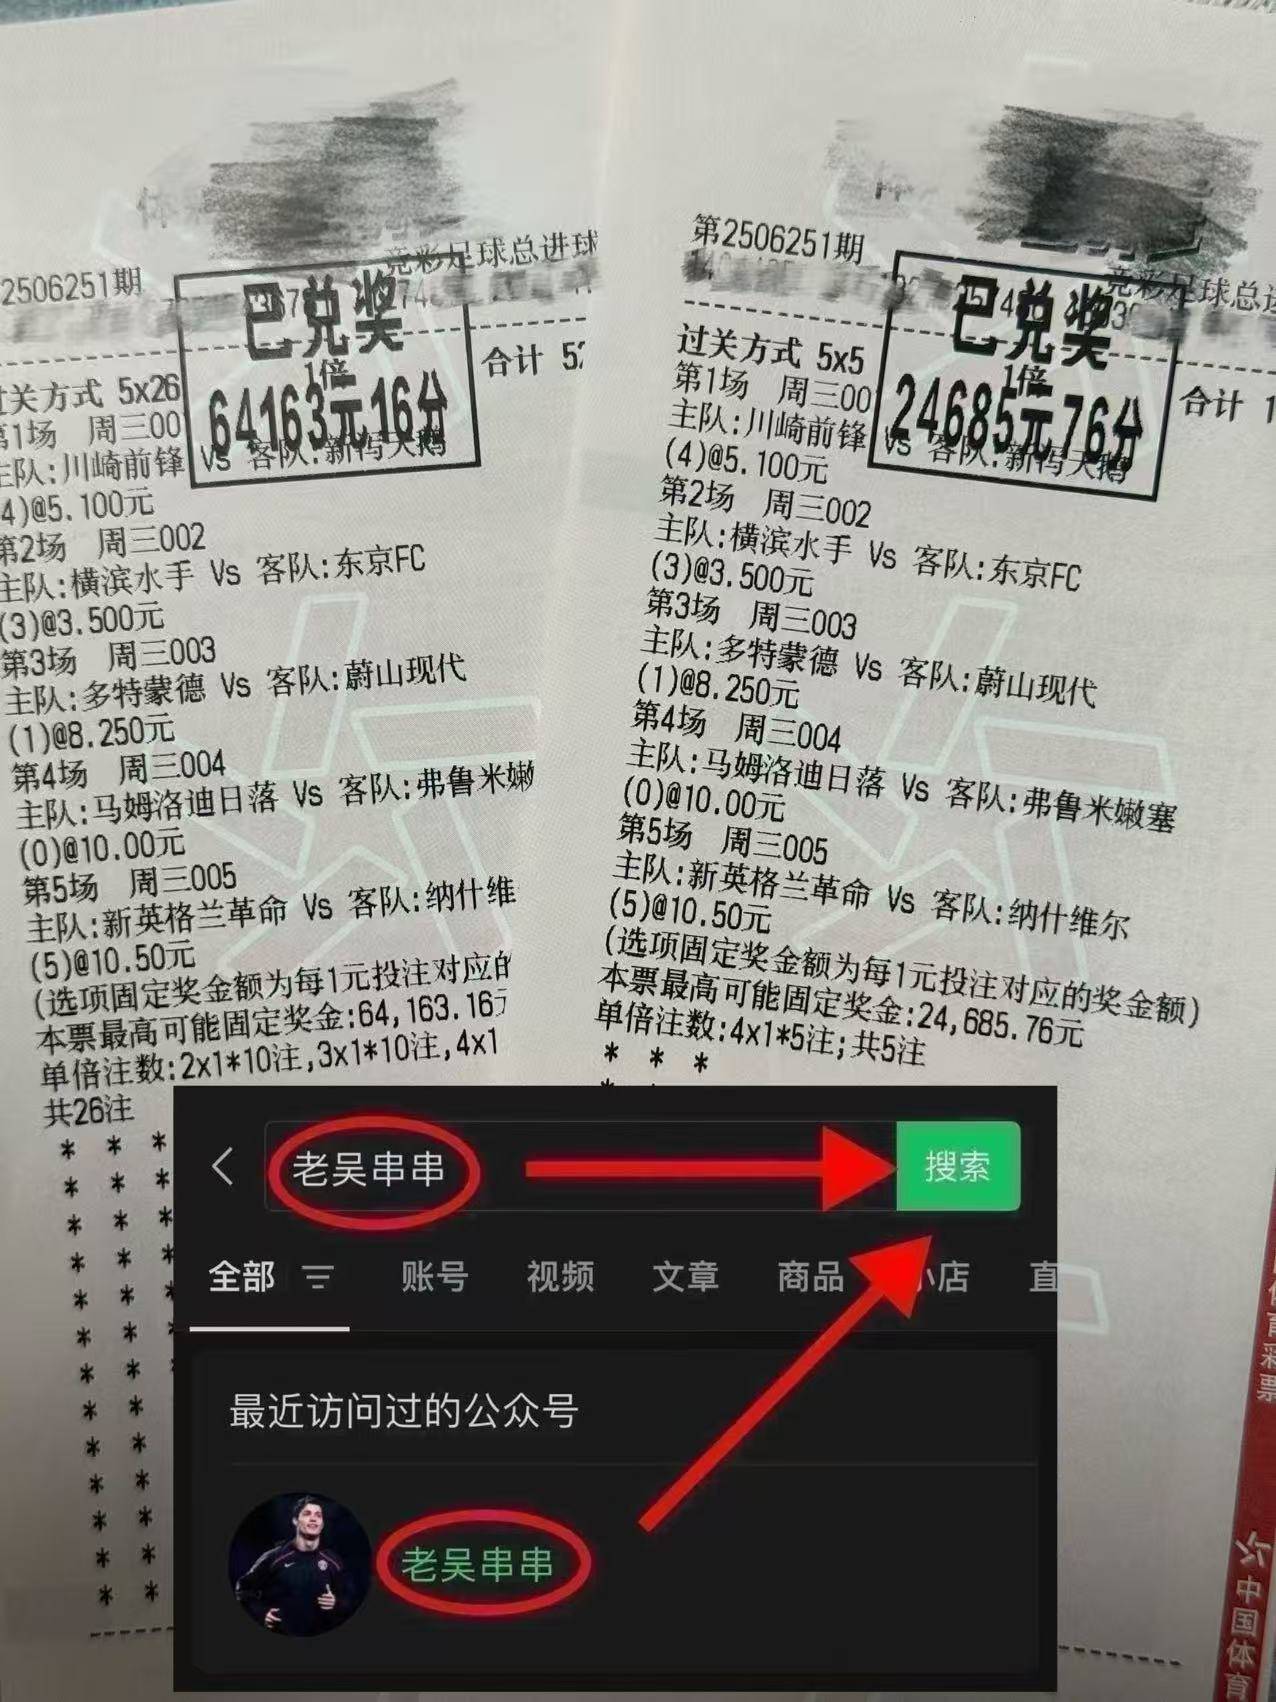 2506251期
竞彩足球总进球
已兑奖
64163元16分
1倍
过关方式 5x26
合计
第1场 周三00
主队:川崎前锋 Vs 客队:新泻天鹅
(4)@5.100元
第2场 周三002
主队:横滨水手 Vs 客队:东京FC
(3)@3.500元
第3场 周三003
主队:多特蒙德 Vs 客队:蔚山现代
(1)@8.250元
第4场 周三004
主队:马姆洛迪日落 Vs 客队:弗鲁米嫩
(0)@10.00元
第5场 周三005
主队:新英格兰革命 Vs 客队:纳什维
(5)@10.50元
(选项固定奖金额为每1元投注对应的
本票最高可能固定奖金:64,163.16元
单倍注数:2x1*10注,3x1*10注,4x1
共26注
第2506251期
竞彩足球总进
已兑奖
24685元76分
1倍
过关方式 5x5
合计 1
第1场 周三00
主队:川崎前锋 Vs 客队:新泻天鹅
(4)@5.100元
第2场 周三002
主队:横滨水手 Vs 客队:东京FC
(3)@3.500元
第3场 周三003
主队:多特蒙德 Vs 客队:蔚山现代
(1)@8.250元
第4场 周三004
主队:马姆洛迪日落 Vs 客队:弗鲁米嫩塞
(0)@10.00元
第5场 周三005
主队:新英格兰革命 Vs 客队:纳什维尔
(5)@10.50元
(选项固定奖金额为每1元投注对应的奖金额)
本票最高可能固定奖金:24,685.76元
单倍注数:4x1*5注;共5注
老吴串串 搜索
全部 账号 视频 文章 商品 小店 直
最近访问过的公众号
老吴串串
体育彩票
中国体育